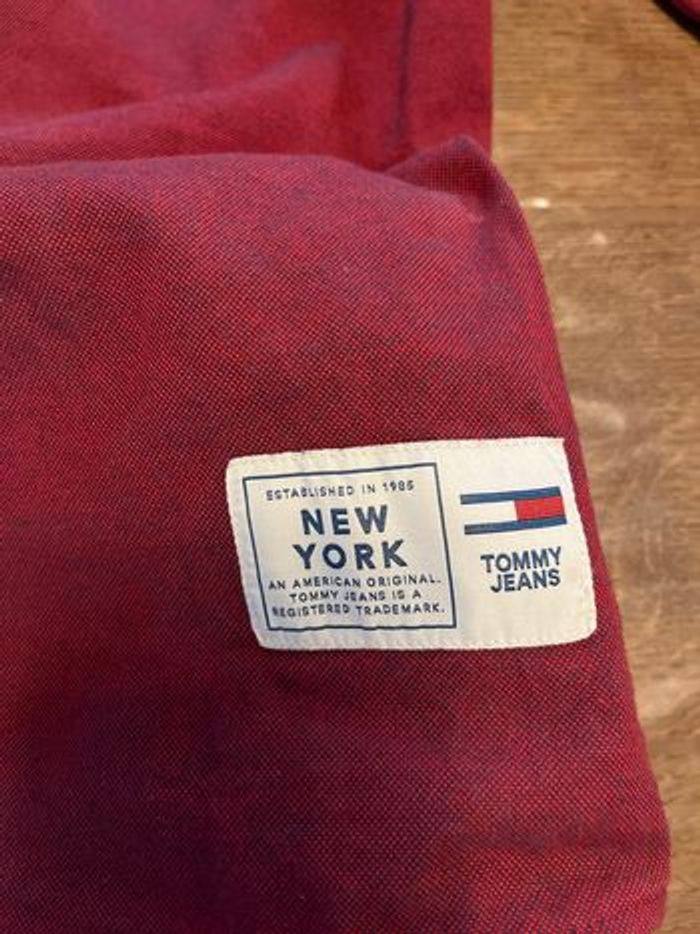 ESTABLISHED IN 1985
NEW
YORK
AN AMERICAN ORIGINAL.
TOMMY JEANS IS A
REGISTERED TRADEMARK.
TOMMY
JEANS